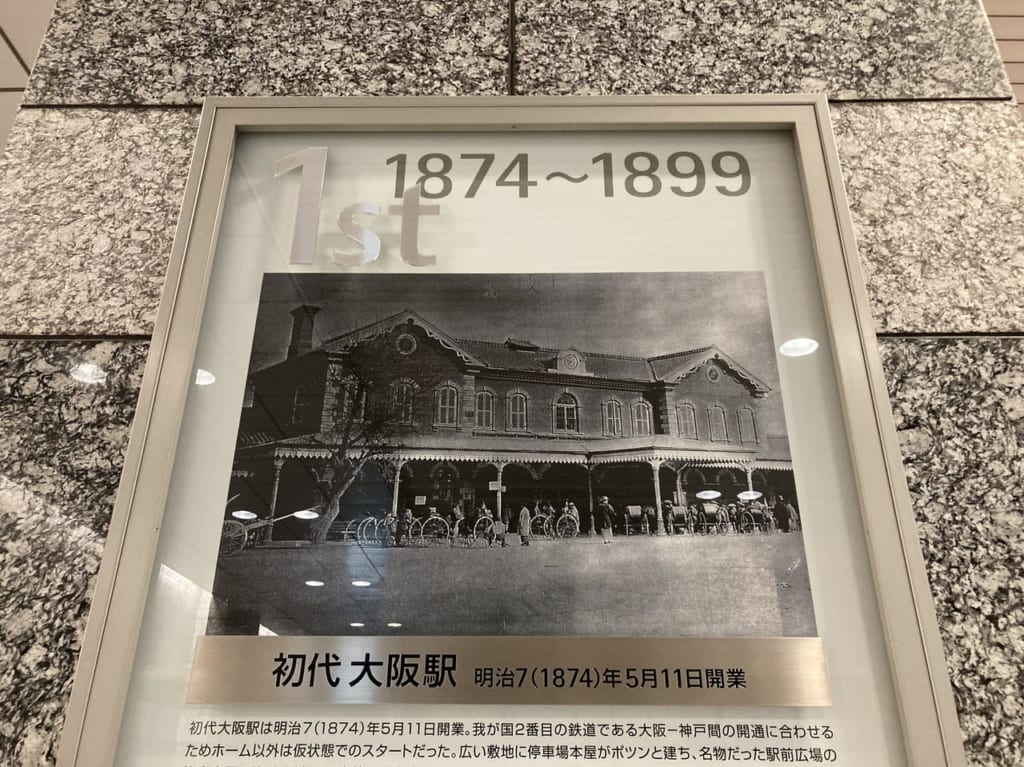 1st
1874～1899
初代 大阪駅 明治7(1874)年5月11日開業
初代大阪駅は明治7(1874)年5月11日開業。我が国2番目の鉄道である大阪－神戸間の開通に合わせる
ためホーム以外は仮状態でのスタートだった。広い敷地に停車場本屋がポツンと建ち、名物だった駅前広場の